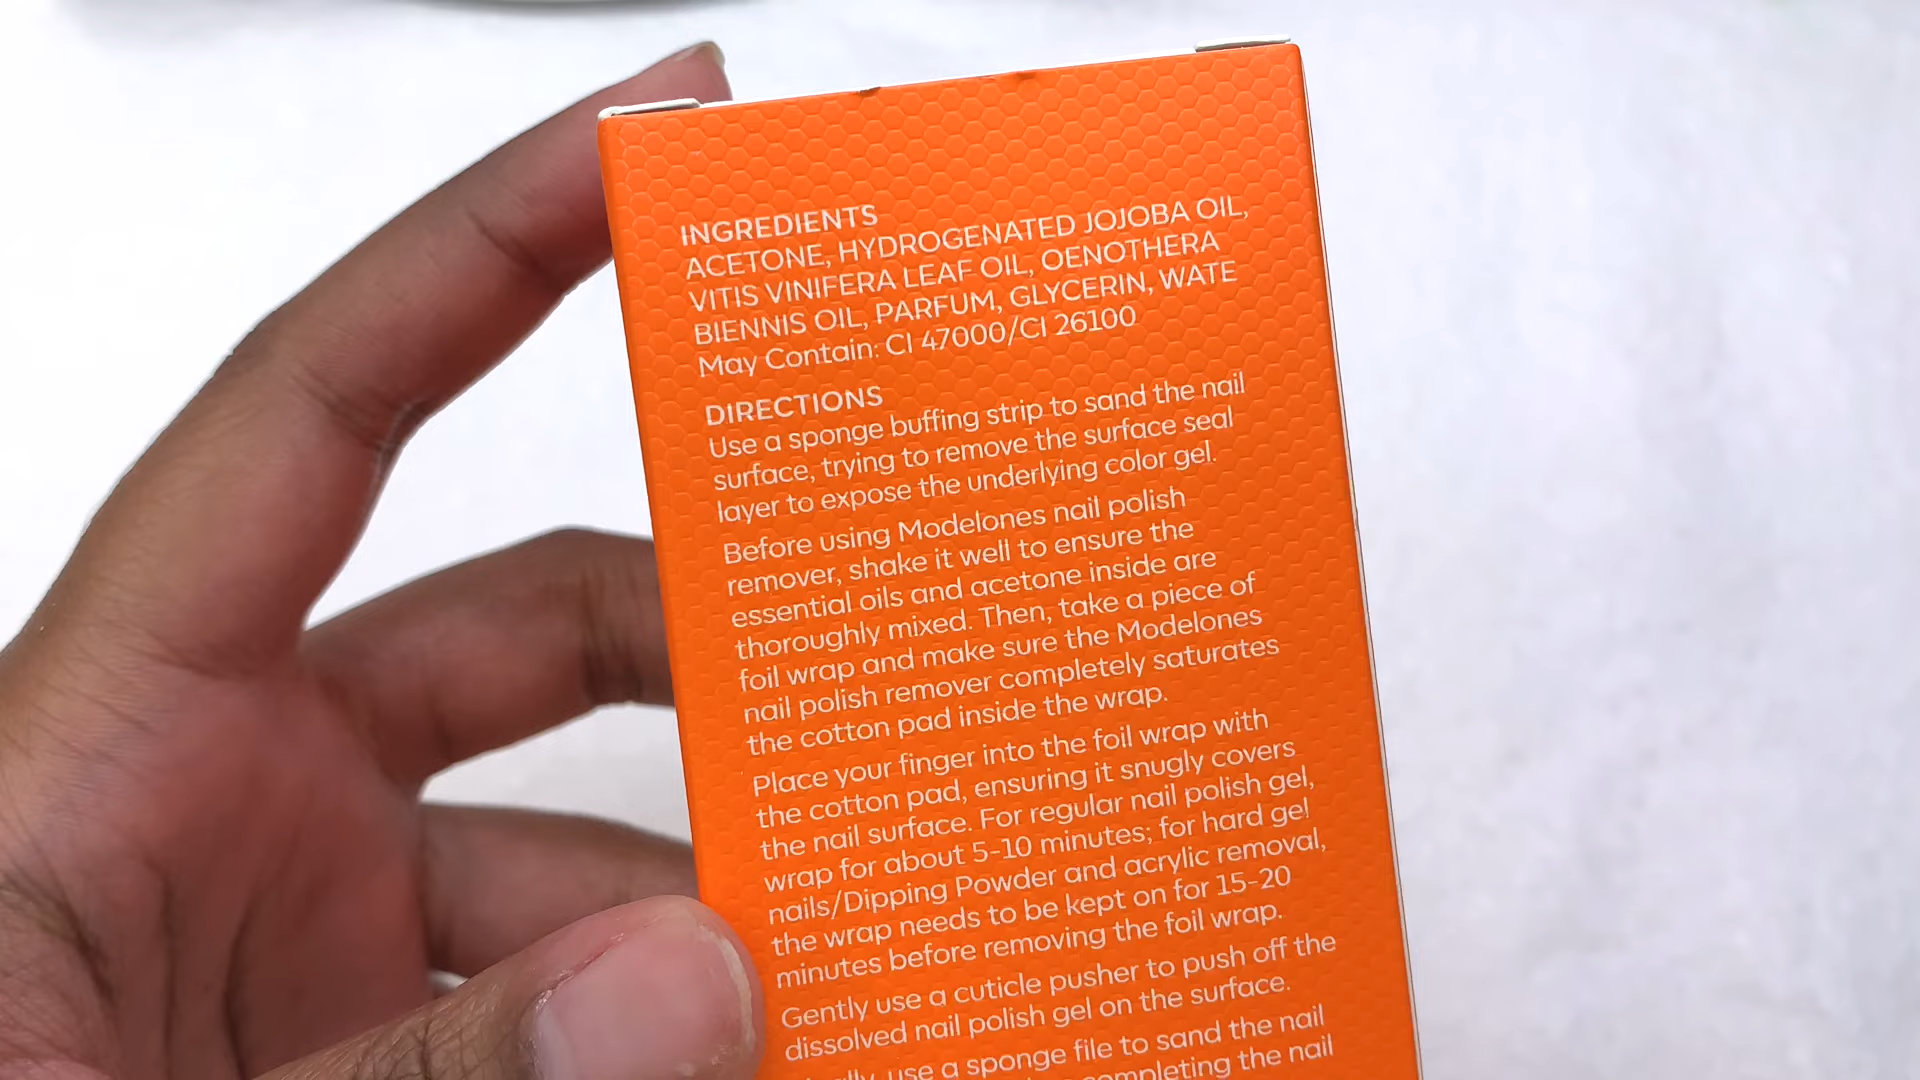 INGREDIENTS
ACETONE, HYDROGENATED JOJOBA OIL,
VITIS VINIFERA LEAF OIL, OENOTHERA
BIENNIS OIL, PARFUM, GLYCERIN, WATE
May Contain: CI 47000/CI 26100
DIRECTIONS
Use a sponge buffing strip to sand the nail
surface, trying to remove the surface seal
layer to expose the underlying color gel.
Before using Modelones nail polish
remover, shake it well to ensure the
essential oils and acetone inside are
thoroughly mixed. Then, take a piece of
foil wrap and make sure the Modelones
nail polish remover completely saturates
the cotton pad inside the wrap.
Place your finger into the foil wrap with
the cotton pad, ensuring it snugly covers
the nail surface. For regular nail polish gel,
wrap for about 5-10 minutes; for hard gel
nails/Dipping Powder and acrylic removal,
the wrap needs to be kept on for 15-20
minutes before removing the foil wrap.
Gently use a cuticle pusher to push off the
dissolved nail polish gel on the surface.
use a sponge file to sand the nail
completing the nail